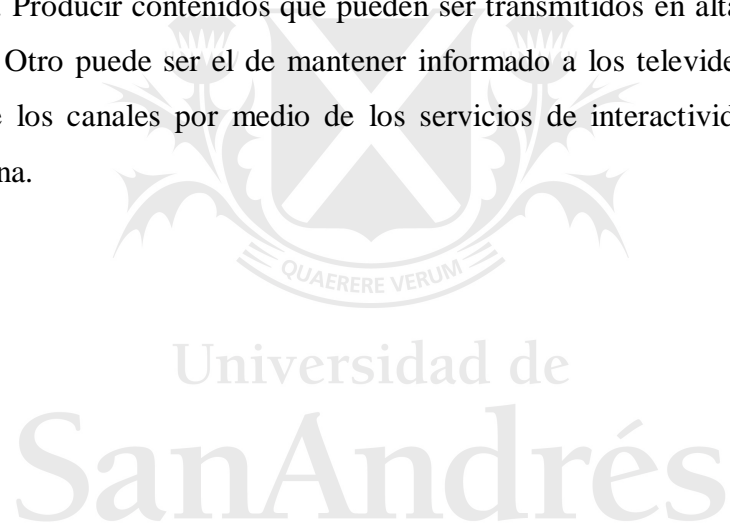 . Producir contenidos que pueden ser transmitidos en alta
Otro puede ser el de mantener informado a los televide
los canales por medio de los servicios de interactivid
na.
QUAERERE VERUM
Universidad de
SanAndrés